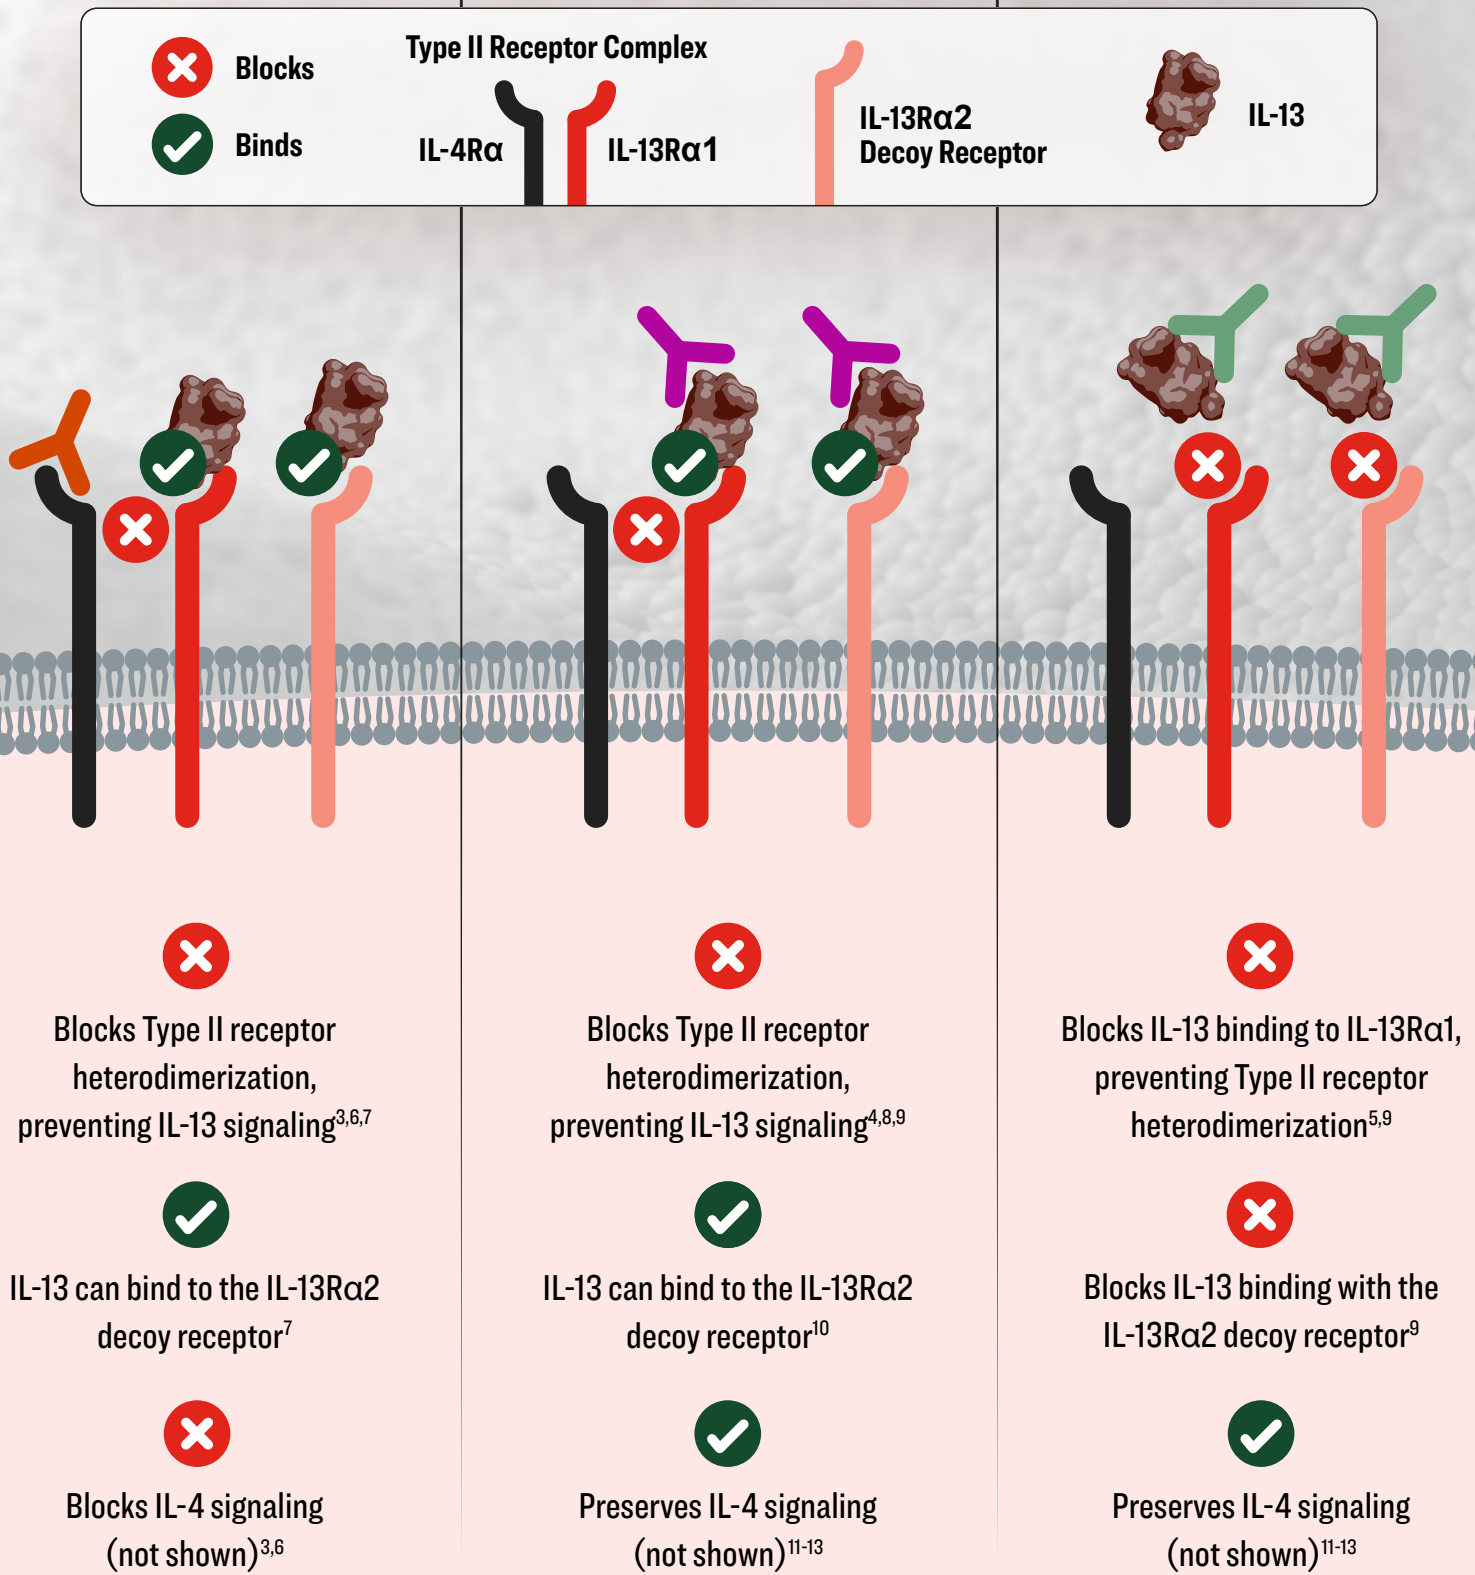 Blocks
Binds
Type II Receptor Complex
IL-4Rα
IL-13Rα1
IL-13Rα2
Decoy Receptor
IL-13
Blocks Type II receptor
heterodimerization,
preventing IL-13 signaling3,6,7
IL-13 can bind to the IL-13Rα2
decoy receptor7
Blocks IL-4 signaling
(not shown)3,6
Blocks Type II receptor
heterodimerization,
preventing IL-13 signaling4,8,9
IL-13 can bind to the IL-13Rα2
decoy receptor10
Preserves IL-4 signaling
(not shown)11-13
Blocks IL-13 binding to IL-13Rα1,
preventing Type II receptor
heterodimerization5,9
Blocks IL-13 binding with the
IL-13Rα2 decoy receptor9
Preserves IL-4 signaling
(not shown)11-13